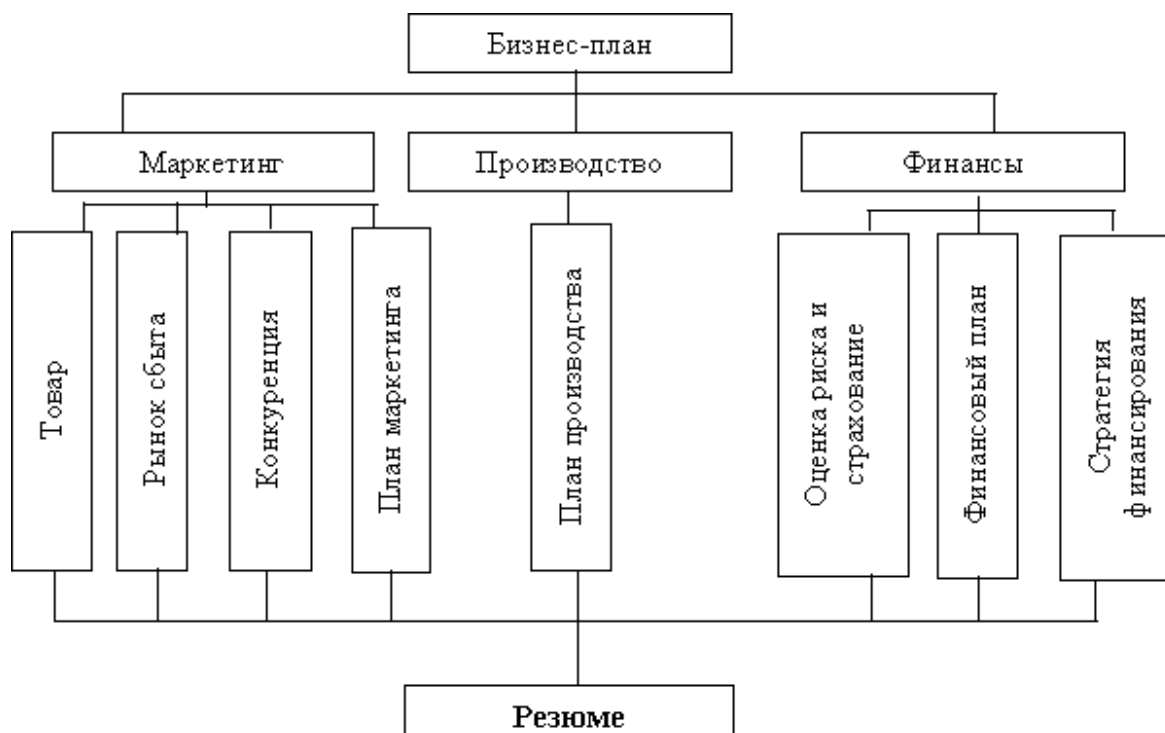 Бизнес-план
Маркетинг
Производство
Финансы
Товар
Рынок сбыта
Конкуренция
План маркетинга
План производства
Оценка риска и
страхование
Финансовый план
Стратегия
финансирования
Резюме